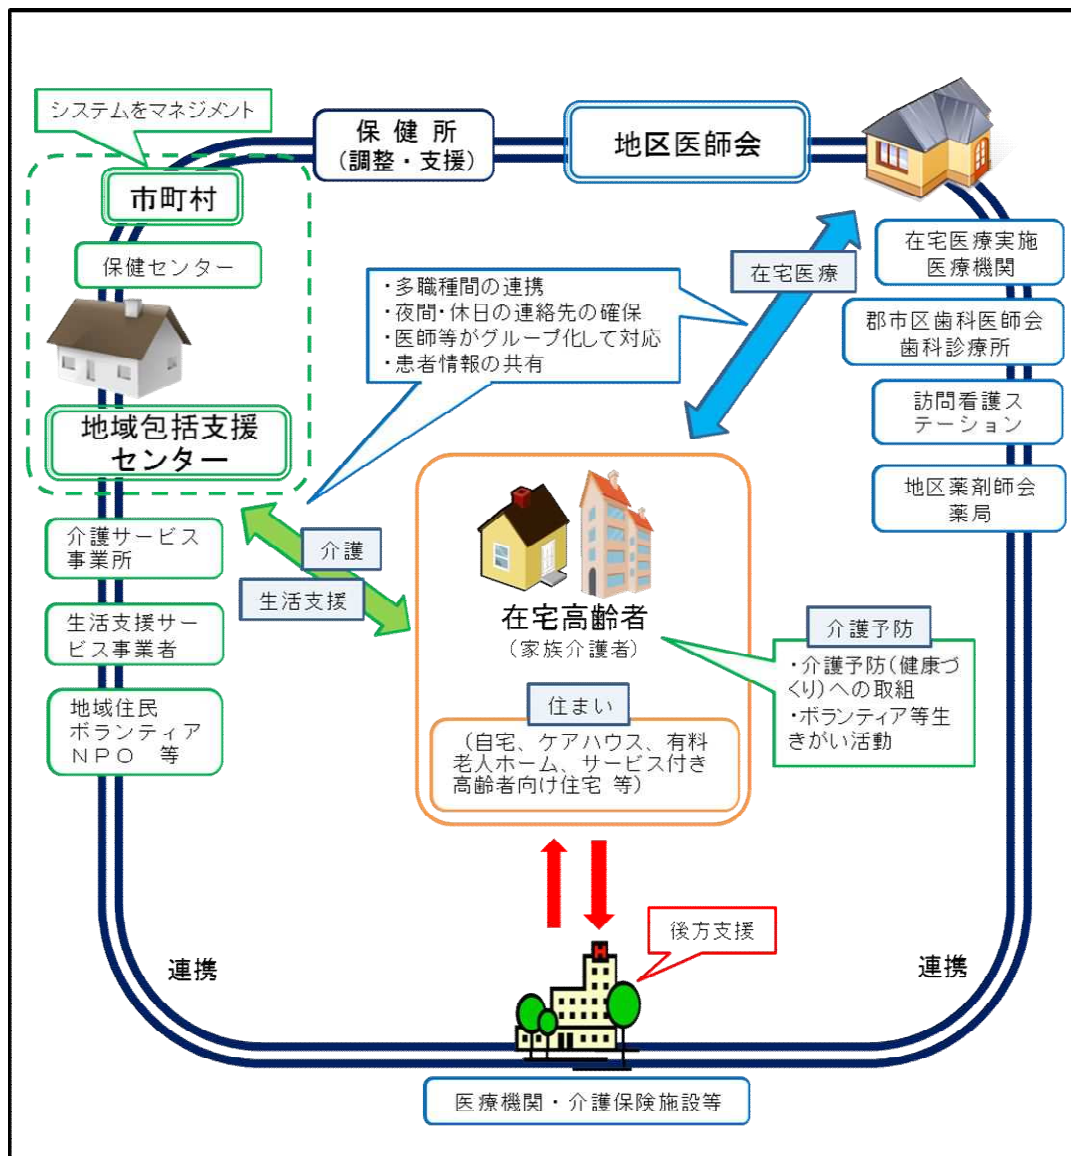 システムをマネジメント
保健所
(調整・支援)
地区医師会
市町村
保健センター
地域包括支援
センター
・多職種間の連携
・夜間・休日の連絡先の確保
・医師等がグループ化して対応
・患者情報の共有
在宅医療
在宅医療実施
医療機関
郡市区歯科医師会
歯科診療所
訪問看護ス
テーション
地区薬剤師会
薬局
介護サービス
事業所
生活支援サー
ビス事業者
地域住民
ボランティア
NPO 等
介護
生活支援
在宅高齢者
(家族介護者)
住まい
(自宅、ケアハウス、有料
老人ホーム、サービス付き
高齢者向け住宅 等)
介護予防
・介護予防(健康づ
くり)への取組
・ボランティア等生
きがい活動
後方支援
H
連携
連携
医療機関・介護保険施設等